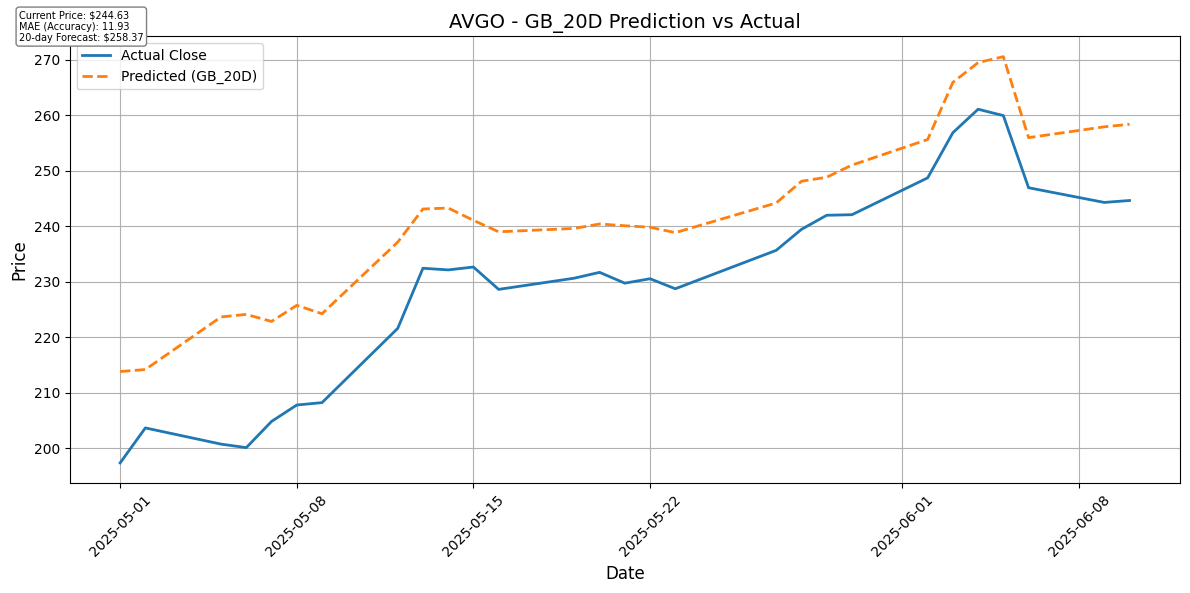 AVGO - GB_20D Prediction vs Actual
Current Price: $244.63
MAE (Accuracy): 11.93
20-day Forecast: $258.37
Actual Close
Predicted (GB_20D)
Price
270
260
250
240
230
220
210
200
2025-05-01
2025-05-08
2025-05-15
2025-05-22
2025-06-01
2025-06-08
Date